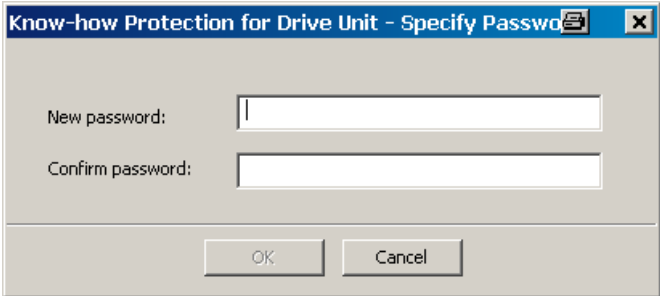 Know-how Protection for Drive Unit - Specify Passwo
New password:
Confirm password:
OK
Cancel